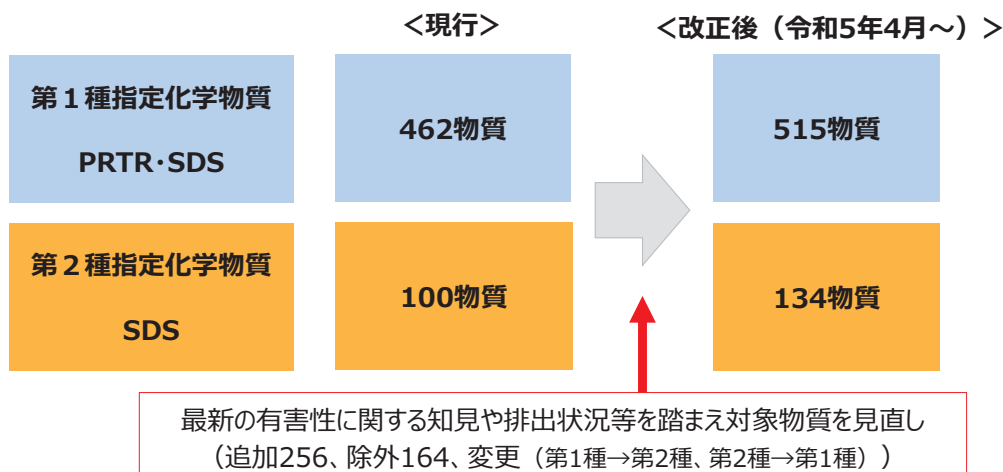 ＜現行＞
＜改正後（令和5年4月～）＞
第１種指定化学物質
PRTR･SDS
462物質
515物質
第２種指定化学物質
SDS
100物質
134物質
最新の有害性に関する知見や排出状況等を踏まえ対象物質を見直し
（追加256、除外164、変更（第1種→第2種、第2種→第1種））